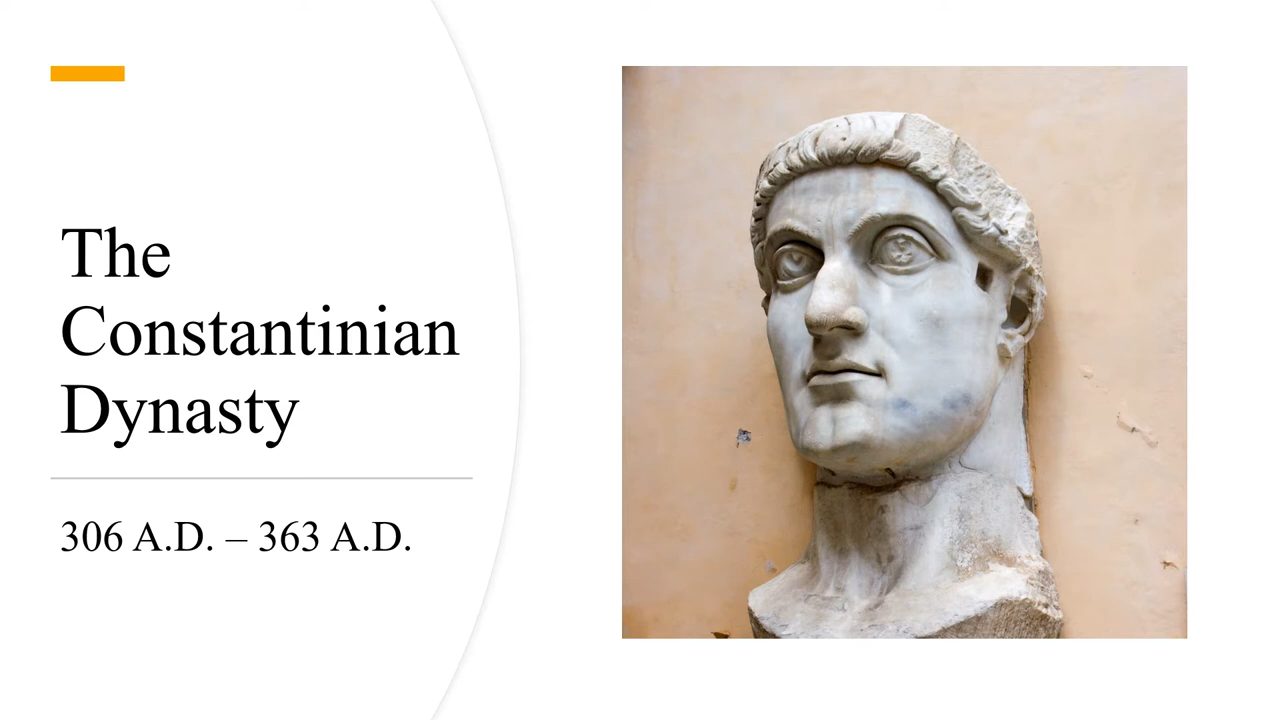 The
Constantinian
Dynasty
306 A.D. – 363 A.D.